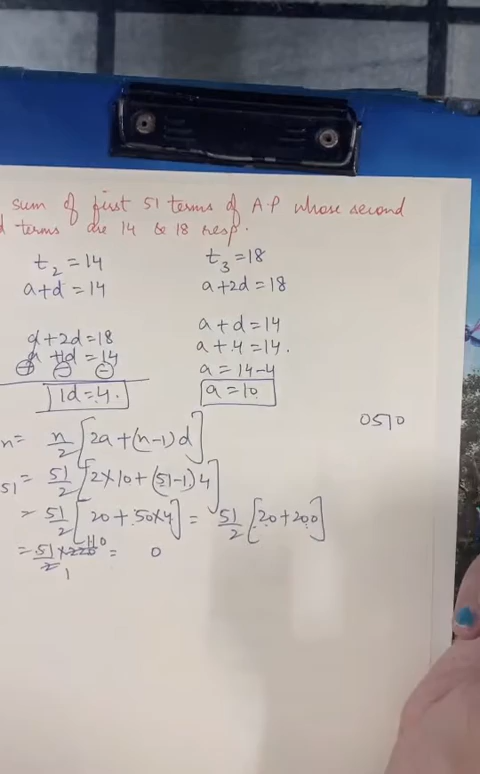 sum of first 51 terms of A.P whose second
terms are 14 & 18 resp.
t₂ = 14 t₃ = 18
a+d = 14 a+2d = 18
a+d = 14
a+2d = 18 a+4 = 14.
a+1d = 14 a = 14-4
⊖ ⊖
1d = 4. a = 10
0510
n = n/2 [2a+(n-1)d]
51 = 51/2 [2×10+(51-1)4]
= 51/2 [20+50×4] = 51/2 [20+200]
= 51/2 × 220 110 = 0
1